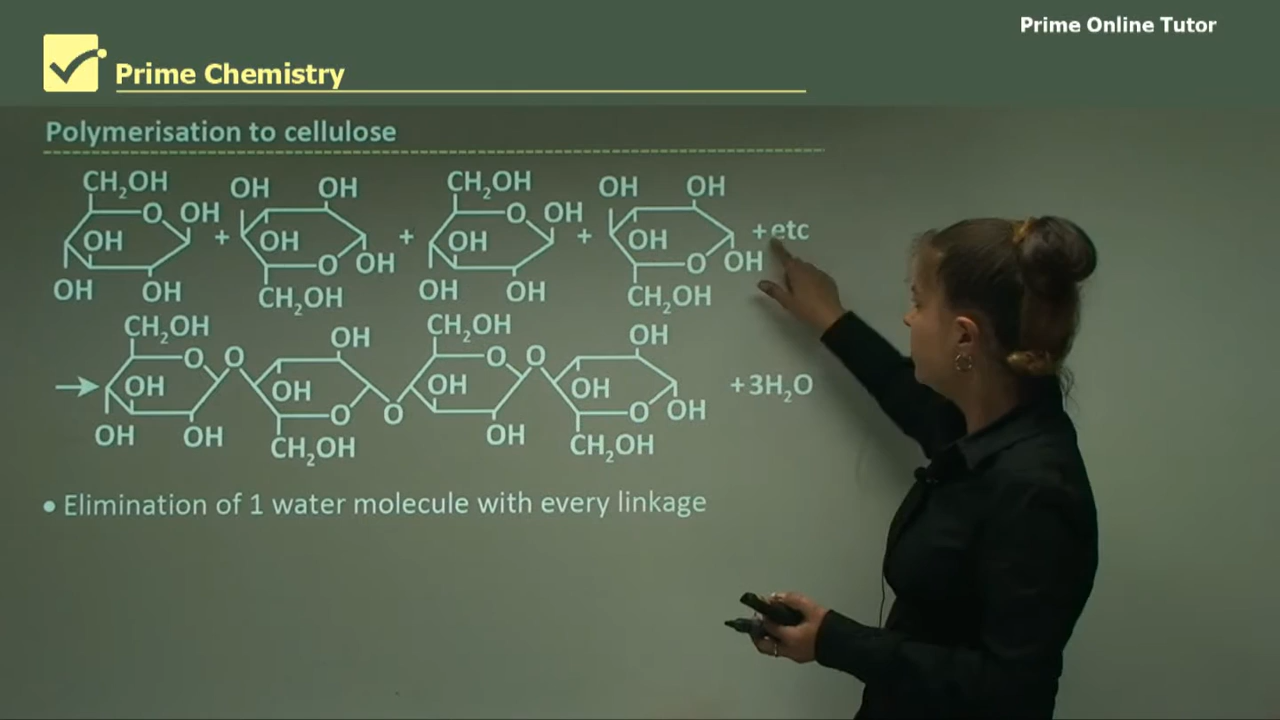 Prime Online Tutor
Prime Chemistry
Polymerisation to cellulose
CH₂OH OH OH CH₂OH OH OH
O OH O OH
OH + OH + OH + OH + etc
O OH O OH
OH OH CH₂OH OH OH CH₂OH
CH₂OH OH CH₂OH OH
O O O O
→ OH OH OH OH + 3H₂O
O O O OH
OH OH CH₂OH OH CH₂OH
• Elimination of 1 water molecule with every linkage